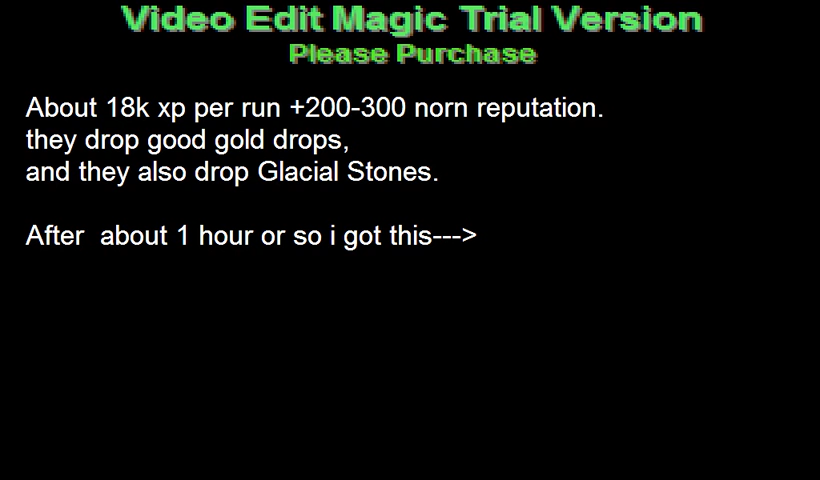 Video Edit Magic Trial Version
Please Purchase
About 18k xp per run +200-300 norn reputation.
they drop good gold drops,
and they also drop Glacial Stones.
After  about 1 hour or so i got this--->